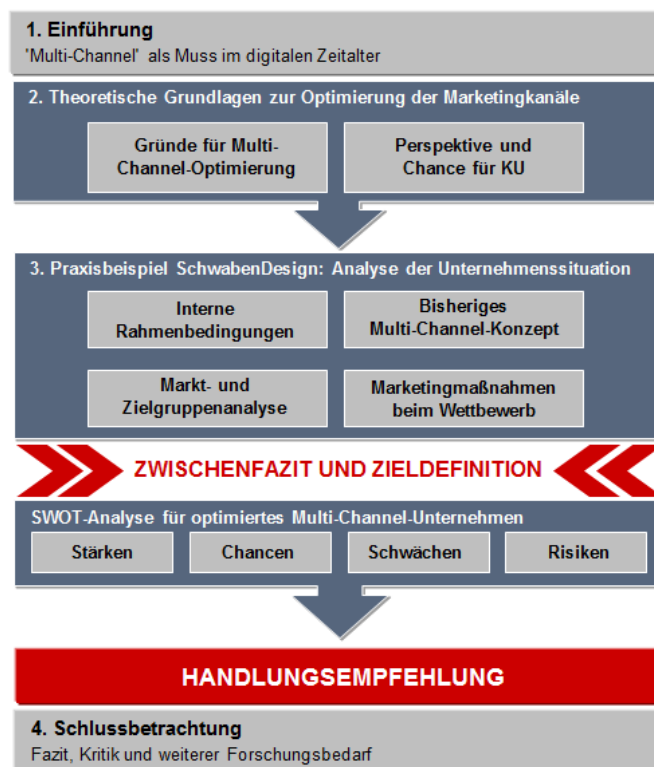 1. Einführung
'Multi-Channel' als Muss im digitalen Zeitalter
2. Theoretische Grundlagen zur Optimierung der Marketingkanäle
Gründe für Multi-
Channel-Optimierung
Perspektive und
Chance für KU
3. Praxisbeispiel SchwabenDesign: Analyse der Unternehmenssituation
Interne
Rahmenbedingungen
Bisheriges
Multi-Channel-Konzept
Markt- und
Zielgruppenanalyse
Marketingmaßnahmen
beim Wettbewerb
ZWISCHENFAZIT UND ZIELDEFINITION
SWOT-Analyse für optimiertes Multi-Channel-Unternehmen
Stärken
Chancen
Schwächen
Risiken
HANDLUNGSEMPFEHLUNG
4. Schlussbetrachtung
Fazit, Kritik und weiterer Forschungsbedarf